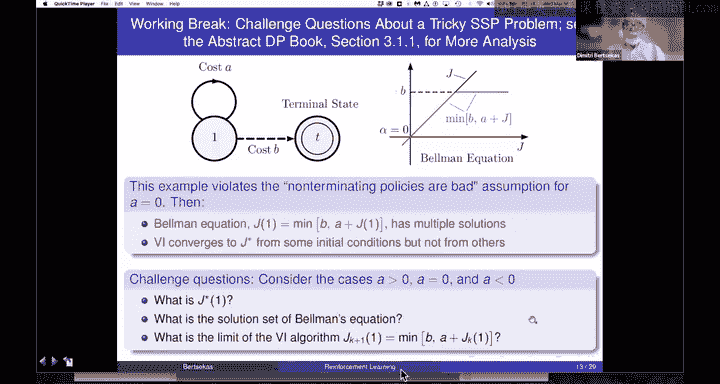 QuickTime Player File Edit View Window Help
Working Break: Challenge Questions About a Tricky SSP Problem; se
the Abstract DP Book, Section 3.1.1, for More Analysis
Dimitri Bertsekas
Cost a
Terminal State
1
t
Cost b
J
b
min[b, a + J]
α = 0
J
Bellman Equation
This example violates the “nonterminating policies are bad” assumption for
a = 0. Then:
Bellman equation, J(1) = min [b, a + J(1)], has multiple solutions
VI converges to J* from some initial conditions but not from others
Challenge questions: Consider the cases a > 0, a = 0, and a < 0
What is J*(1)?
What is the solution set of Bellman's equation?
What is the limit of the VI algorithm Jk+1(1) = min [b, a + Jk(1)]?
Bertsekas
Reinforcement Learning
13 / 29